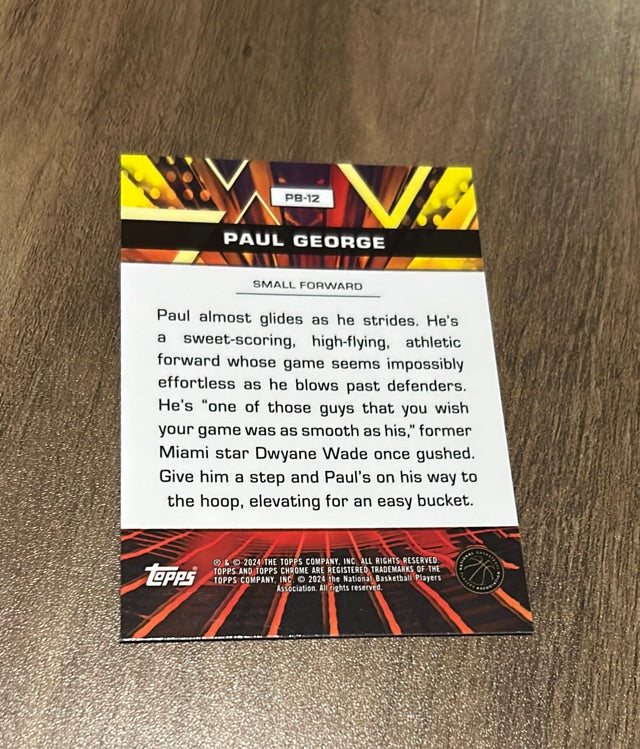 PB-12
PAUL GEORGE
SMALL FORWARD
Paul almost glides as he strides. He's
a sweet-scoring, high-flying, athletic
forward whose game seems impossibly
effortless as he blows past defenders.
He's "one of those guys that you wish
your game was as smooth as his," former
Miami star Dwyane Wade once gushed.
Give him a step and Paul's on his way to
the hoop, elevating for an easy bucket.
Topps
® & © 2024 THE TOPPS COMPANY, INC. ALL RIGHTS RESERVED.
TOPPS AND TOPPS CHROME ARE REGISTERED TRADEMARKS OF THE
TOPPS COMPANY, INC. © 2024 the National Basketball Players
Association. All rights reserved.